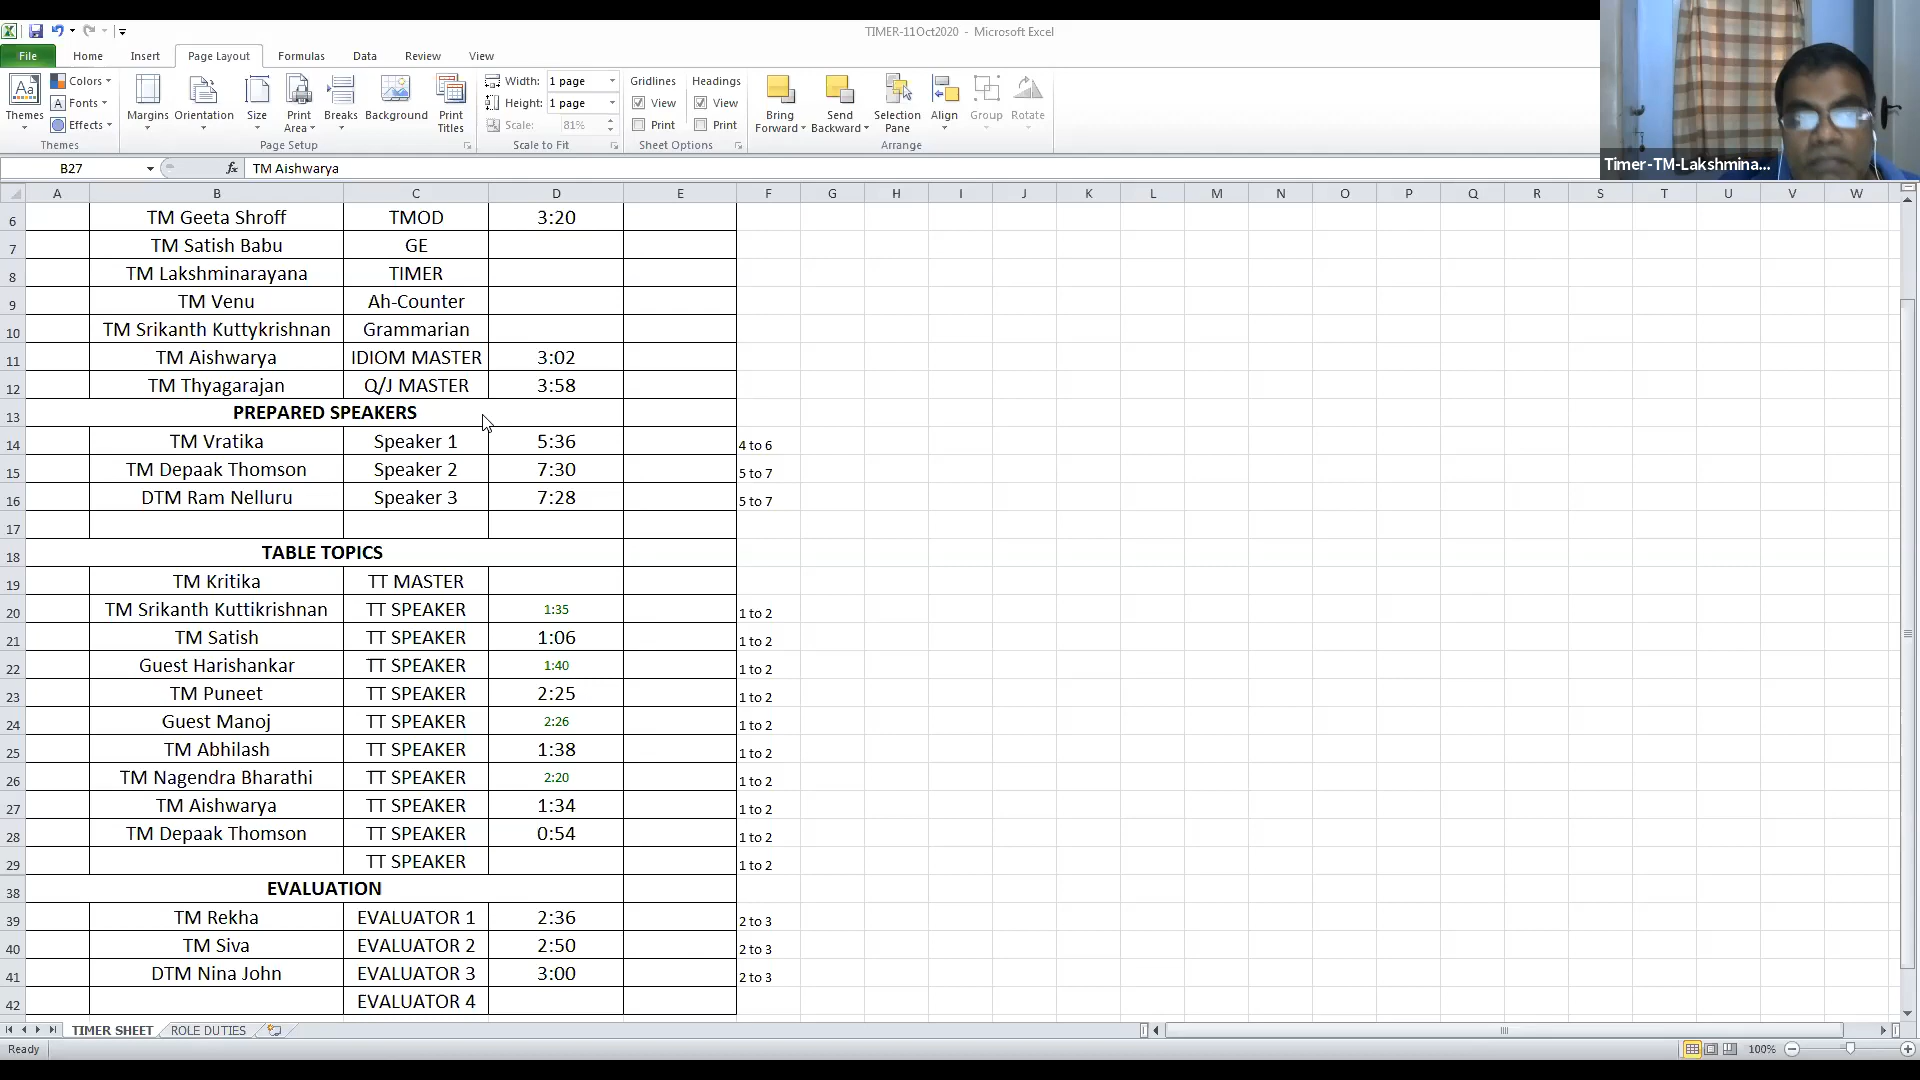 TIMER-11Oct2020 - Microsoft Excel
File Home Insert Page Layout Formulas Data Review View
Themes Colors Fonts Effects Margins Orientation Size Print Area Breaks Background Print Titles Width: 1 page Height: 1 page Scale: 81% Gridlines View Print Headings View Print Bring Forward Send Backward Selection Pane Align Group Rotate
Themes Page Setup Scale to Fit Sheet Options Arrange
Timer-TM-Lakshmina...
B27 fx TM Aishwarya
A B C D E F G H I J K L M N O P Q R S T U V W
6 TM Geeta Shroff TMOD 3:20
7 TM Satish Babu GE
8 TM Lakshminarayana TIMER
9 TM Venu Ah-Counter
10 TM Srikanth Kuttykrishnan Grammarian
11 TM Aishwarya IDIOM MASTER 3:02
12 TM Thyagarajan Q/J MASTER 3:58
13 PREPARED SPEAKERS
14 TM Vratika Speaker 1 5:36 4 to 6
15 TM Depaak Thomson Speaker 2 7:30 5 to 7
16 DTM Ram Nelluru Speaker 3 7:28 5 to 7
17
18 TABLE TOPICS
19 TM Kritika TT MASTER
20 TM Srikanth Kuttikrishnan TT SPEAKER 1:35 1 to 2
21 TM Satish TT SPEAKER 1:06 1 to 2
22 Guest Harishankar TT SPEAKER 1:40 1 to 2
23 TM Puneet TT SPEAKER 2:25 1 to 2
24 Guest Manoj TT SPEAKER 2:26 1 to 2
25 TM Abhilash TT SPEAKER 1:38 1 to 2
26 TM Nagendra Bharathi TT SPEAKER 2:20 1 to 2
27 TM Aishwarya TT SPEAKER 1:34 1 to 2
28 TM Depaak Thomson TT SPEAKER 0:54 1 to 2
29 TT SPEAKER 1 to 2
38 EVALUATION
39 TM Rekha EVALUATOR 1 2:36 2 to 3
40 TM Siva EVALUATOR 2 2:50 2 to 3
41 DTM Nina John EVALUATOR 3 3:00 2 to 3
42 EVALUATOR 4
TIMER SHEET ROLE DUTIES
Ready 100%